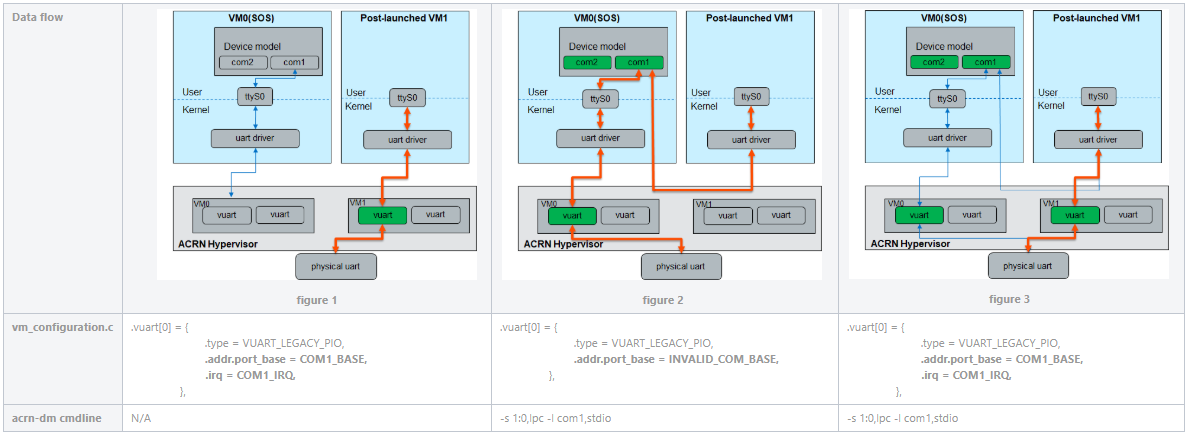 Data flow
VM0(SOS)
Post-launched VM1
Device model
com2
com1
User
ttyS0
ttyS0
Kernel
uart driver
uart driver
VM0
vuart
vuart
VM1
vuart
vuart
ACRN Hypervisor
physical uart
figure 1
VM0(SOS)
Post-launched VM1
Device model
com2
com1
User
ttyS0
ttyS0
Kernel
uart driver
uart driver
VM0
vuart
vuart
VM1
vuart
vuart
ACRN Hypervisor
physical uart
figure 2
VM0(SOS)
Post-launched VM1
Device model
com2
com1
User
ttyS0
ttyS0
Kernel
uart driver
uart driver
VM0
vuart
vuart
VM1
vuart
vuart
ACRN Hypervisor
physical uart
figure 3
vm_configuration.c
.vuart[0] = {
.type = VUART_LEGACY_PIO,
.addr.port_base = COM1_BASE,
.irq = COM1_IRQ,
},
.vuart[0] = {
.type = VUART_LEGACY_PIO,
.addr.port_base = INVALID_COM_BASE,
},
.vuart[0] = {
.type = VUART_LEGACY_PIO,
.addr.port_base = COM1_BASE,
.irq = COM1_IRQ,
},
acrn-dm cmdline
N/A
-s 1:0,lpc -l com1,stdio
-s 1:0,lpc -l com1,stdio